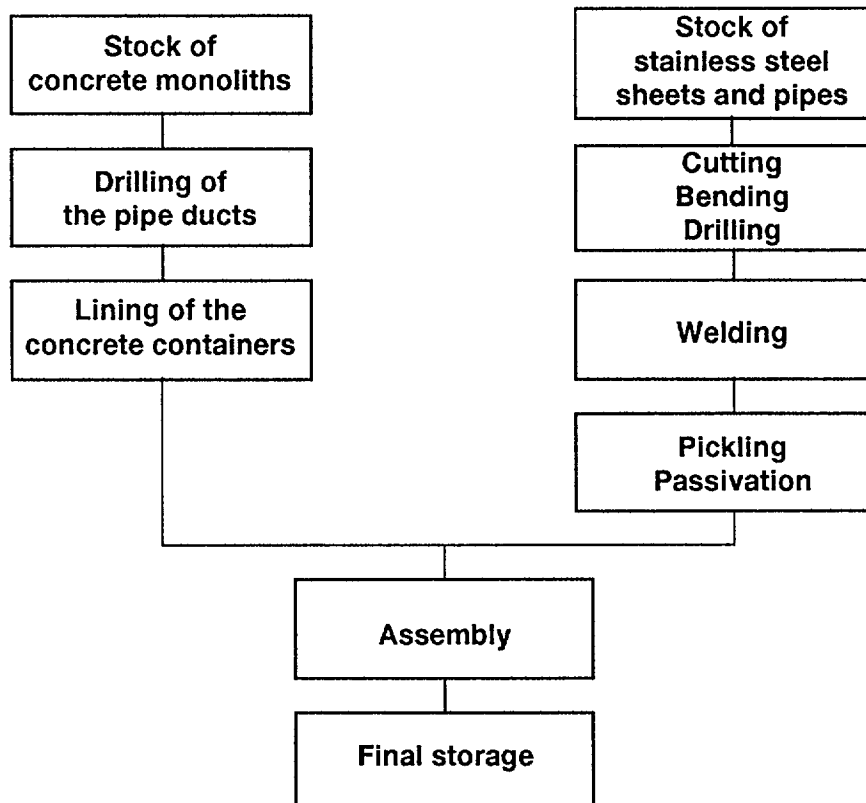 Stock of
concrete monoliths
Drilling of
the pipe ducts
Lining of the
concrete containers
Stock of
stainless steel
sheets and pipes
Cutting
Bending
Drilling
Welding
Pickling
Passivation
Assembly
Final storage